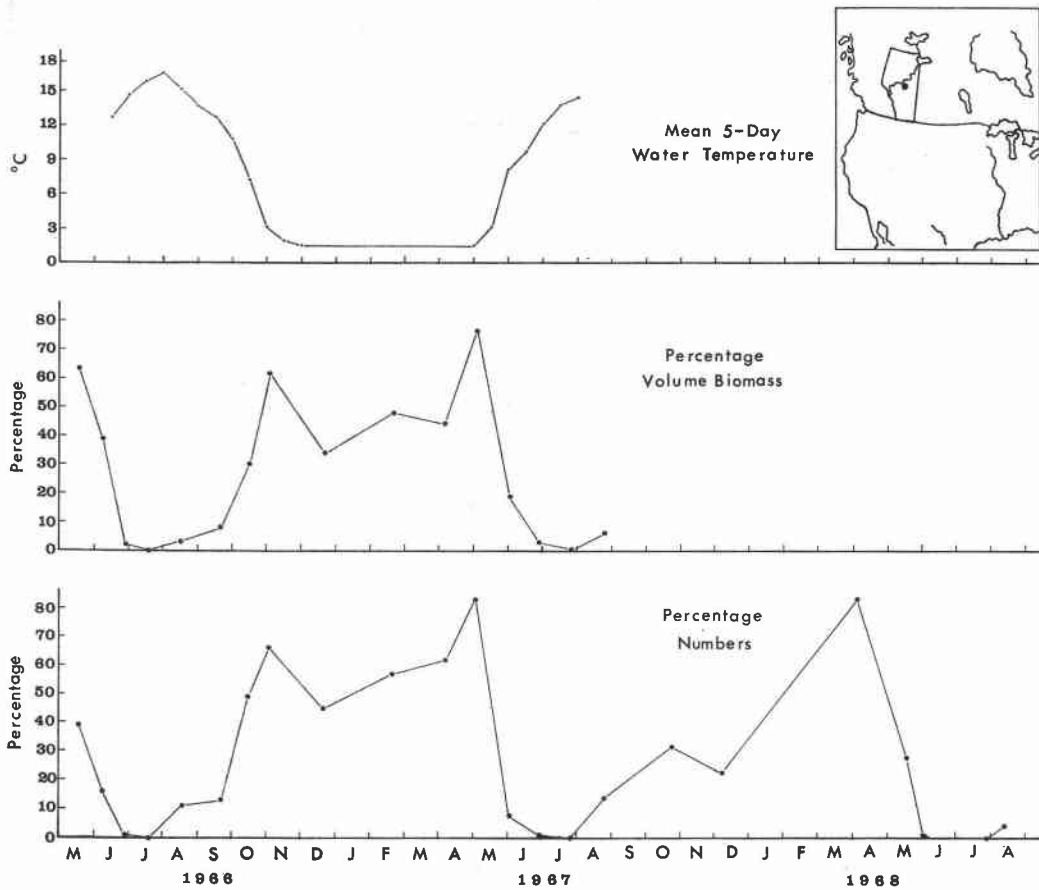 18
15
12
9
6
3
0
°C
Mean 5-Day
Water Temperature
80
70
60
50
40
30
20
10
0
Percentage
Percentage
Volume Biomass
80
70
60
50
40
30
20
10
0
Percentage
Percentage
Numbers
M J J A S O N D J F M A M J J A S O N D J F M A M J J A
1966 1967 1968